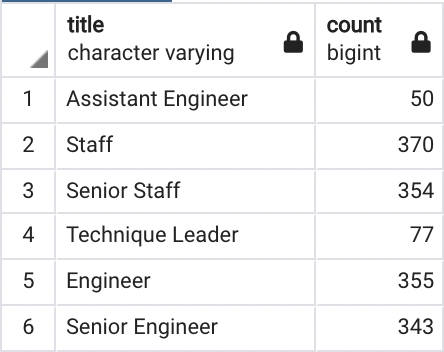 title count
character varying bigint
1 Assistant Engineer 50
2 Staff 370
3 Senior Staff 354
4 Technique Leader 77
5 Engineer 355
6 Senior Engineer 343